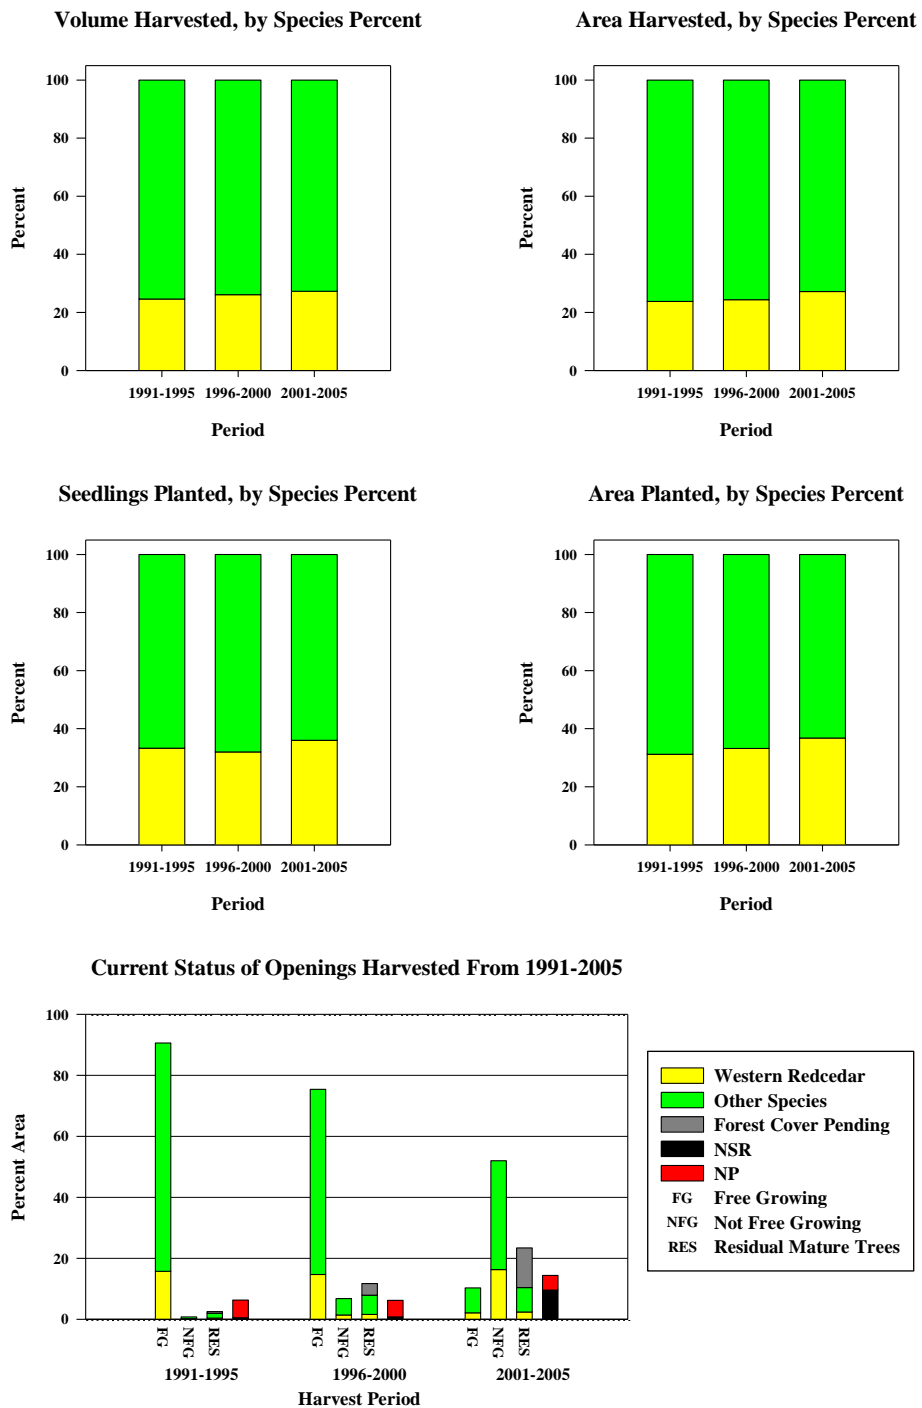 Volume Harvested, by Species Percent
Percent
100
80
60
40
20
0
1991-1995 1996-2000 2001-2005
Period
Area Harvested, by Species Percent
Percent
100
80
60
40
20
0
1991-1995 1996-2000 2001-2005
Period
Seedlings Planted, by Species Percent
Percent
100
80
60
40
20
0
1991-1995 1996-2000 2001-2005
Period
Area Planted, by Species Percent
Percent
100
80
60
40
20
0
1991-1995 1996-2000 2001-2005
Period
Current Status of Openings Harvested From 1991-2005
Percent Area
100
80
60
40
20
0
FG NFG RES FG NFG RES FG NFG RES
1991-1995 1996-2000 2001-2005
Harvest Period
Western Redcedar
Other Species
Forest Cover Pending
NSR
NP
FG Free Growing
NFG Not Free Growing
RES Residual Mature Trees